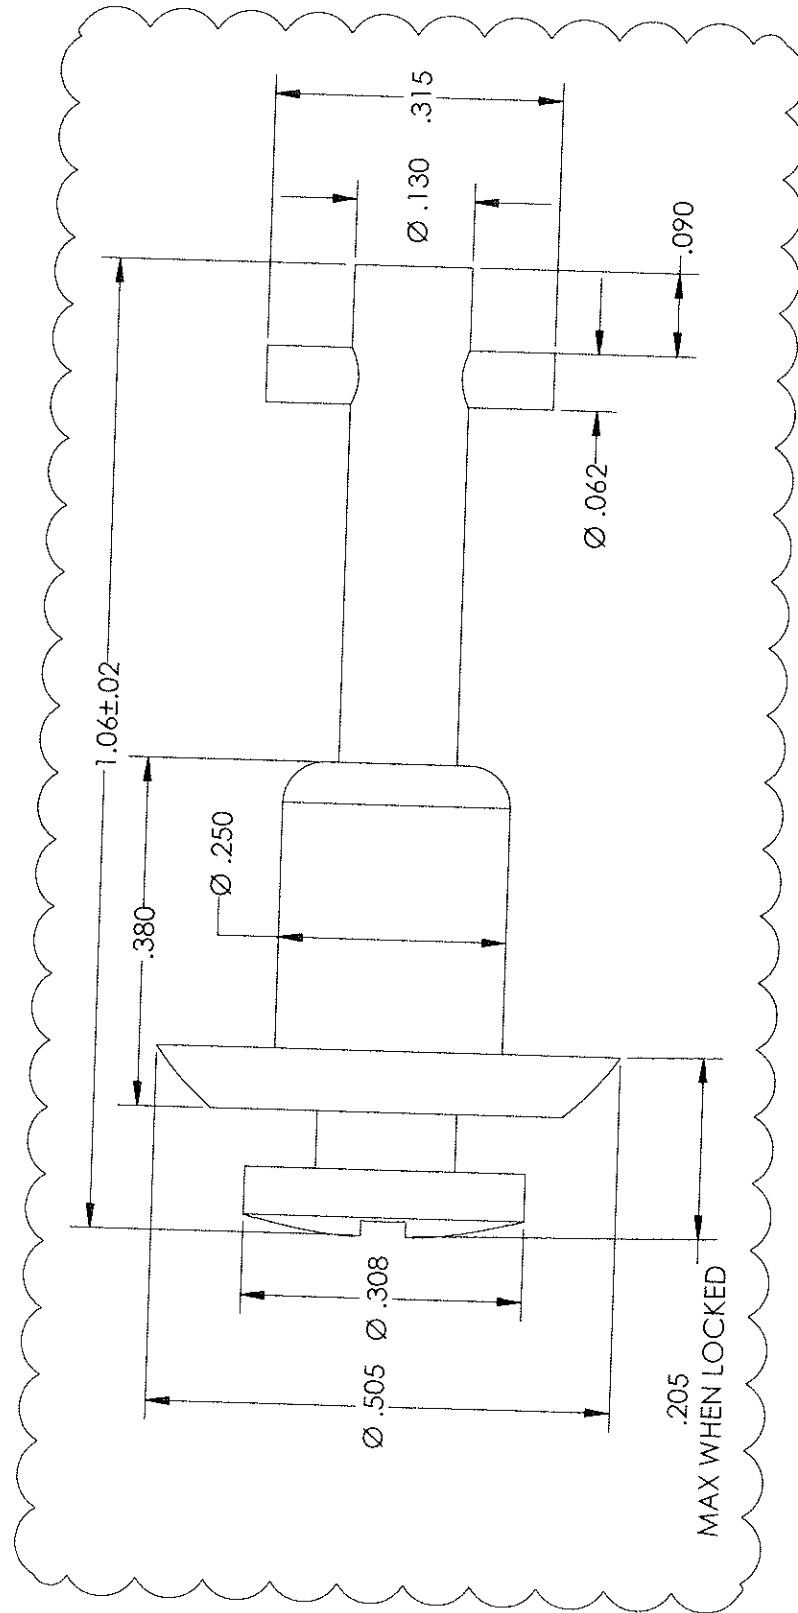 .315
Ø .130
.090
1.06±.02
Ø .062
.380
Ø .250
Ø .308
Ø .505
.205
MAX WHEN LOCKED